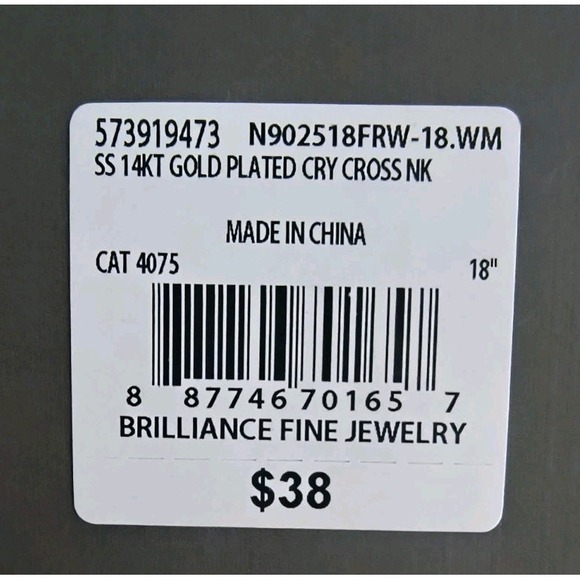 573919473 N902518FRW-18.WM
SS 14KT GOLD PLATED CRY CROSS NK
MADE IN CHINA
CAT 4075 18"
8 87746 70165 7
BRILLIANCE FINE JEWELRY
$38